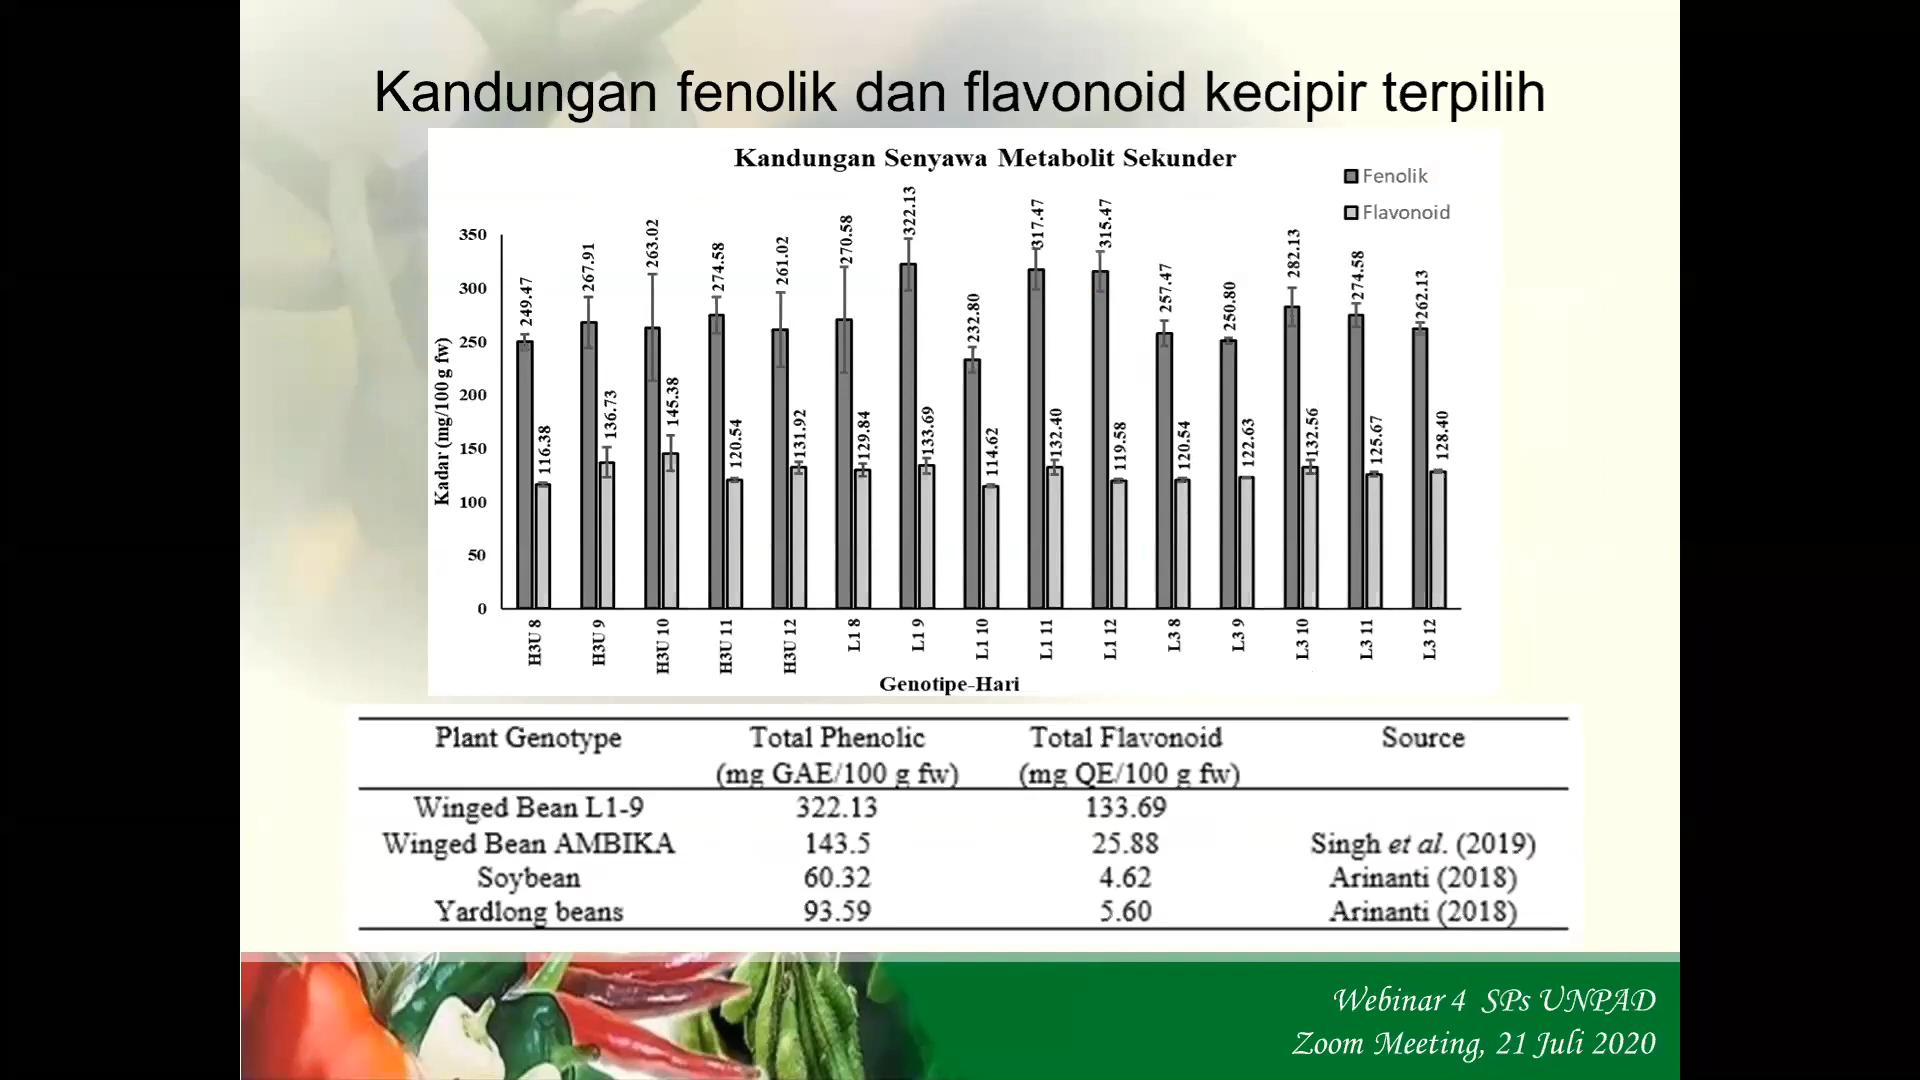 Kandungan fenolik dan flavonoid kecipir terpilih
Kandungan Senyawa Metabolit Sekunder
Fenolik
Flavonoid
Kadar (mg/100 g fw)
350
300
250
200
150
100
50
0
249.47
116.38
267.91
136.73
263.02
145.38
274.58
120.54
261.02
131.92
270.58
129.84
322.13
133.69
232.80
114.62
317.47
132.40
315.47
119.58
257.47
120.54
250.80
122.63
282.13
132.56
274.58
125.67
262.13
128.40
H3U 8
H3U 9
H3U 10
H3U 11
H3U 12
L1 8
L1 9
L1 10
L1 11
L1 12
L3 8
L3 9
L3 10
L3 11
L3 12
Genotipe-Hari
Plant Genotype Total Phenolic Total Flavonoid Source
(mg GAE/100 g fw) (mg QE/100 g fw)
Winged Bean L1-9 322.13 133.69
Winged Bean AMBIKA 143.5 25.88 Singh et al. (2019)
Soybean 60.32 4.62 Arinanti (2018)
Yardlong beans 93.59 5.60 Arinanti (2018)
Webinar 4 SPs UNPAD
Zoom Meeting, 21 Juli 2020